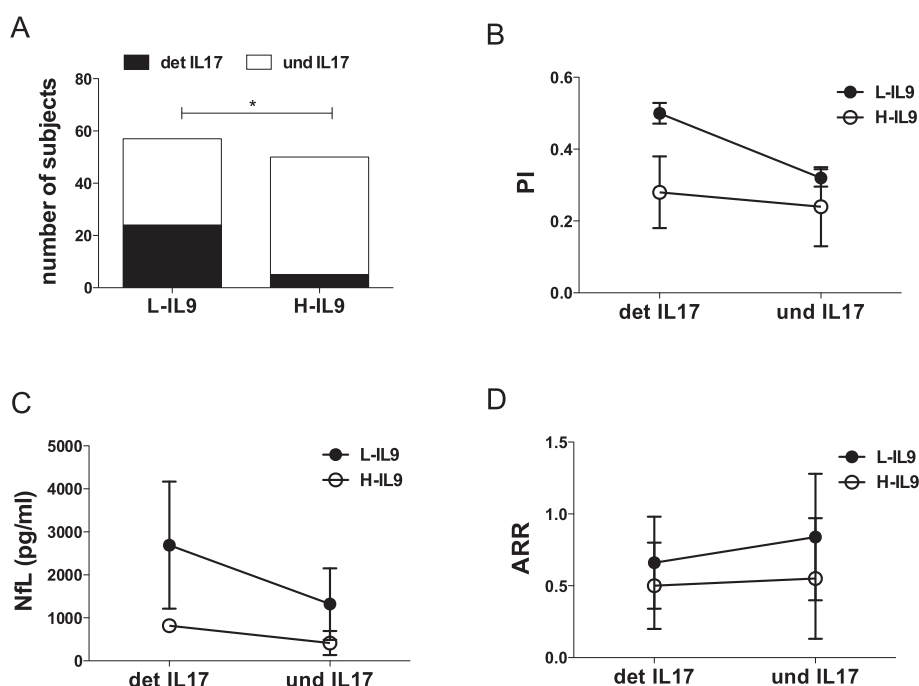 A
det IL17 und IL17
number of subjects
80
60
40
20
0
*
L-IL9 H-IL9
B
L-IL9
H-IL9
PI
0.6
0.4
0.2
0.0
det IL17 und IL17
C
L-IL9
H-IL9
NfL (pg/ml)
5000
4000
3000
2000
1000
0
det IL17 und IL17
D
L-IL9
H-IL9
ARR
1.5
1.0
0.5
0.0
det IL17 und IL17